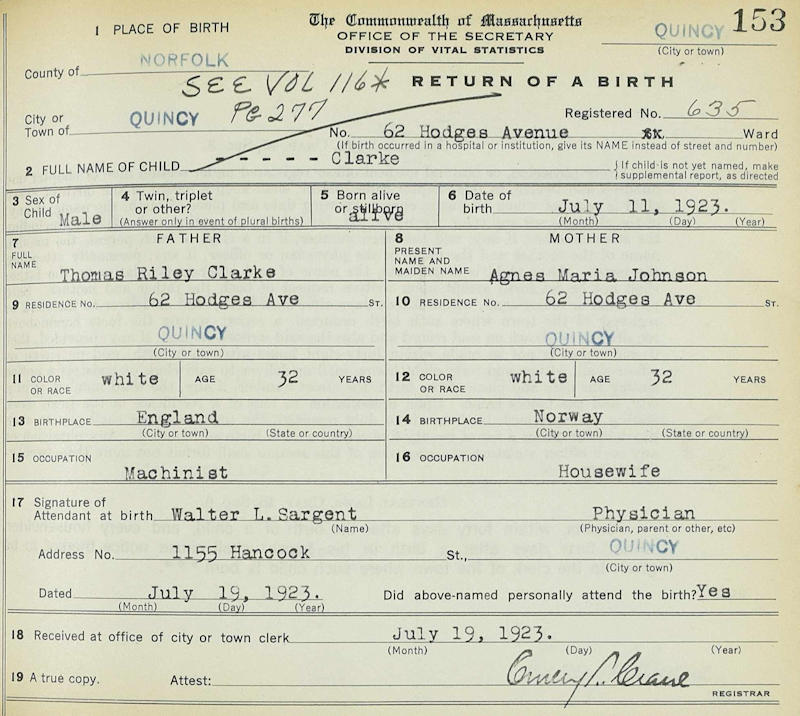 The Commonwealth of Massachusetts
OFFICE OF THE SECRETARY
DIVISION OF VITAL STATISTICS
QUINCY 153
(City or town)
1 PLACE OF BIRTH
County of NORFOLK
SEE VOL 116*
PG 277
RETURN OF A BIRTH
Registered No. 635
City or
Town of QUINCY
No. 62 Hodges Avenue St. Ward
(If birth occurred in a hospital or institution, give its NAME instead of street and number)
2 FULL NAME OF CHILD - - - - - Clarke
{If child is not yet named, make
supplemental report, as directed
3 Sex of
Child Male
4 Twin, triplet
or other?
(Answer only in event of plural births)
5 Born alive
or stillborn alive
6 Date of
birth July 11, 1923.
(Month) (Day) (Year)
7 FATHER
FULL
NAME Thomas Riley Clarke
8 MOTHER
PRESENT
NAME AND
MAIDEN NAME Agnes Maria Johnson
9 RESIDENCE No. 62 Hodges Ave ST.
10 RESIDENCE No. 62 Hodges Ave ST.
QUINCY
(City or town)
QUINCY
(City or town)
11 COLOR
OR RACE white AGE 32 YEARS
12 COLOR
OR RACE white AGE 32 YEARS
13 BIRTHPLACE England
(City or town) (State or country)
14 BIRTHPLACE Norway
(City or town) (State or country)
15 OCCUPATION
Machinist
16 OCCUPATION
Housewife
17 Signature of
Attendant at birth Walter L. Sargent Physician
(Name) (Physician, parent or other, etc)
Address No. 1155 Hancock St., QUINCY
(City or town)
Dated July 19, 1923. Did above-named personally attend the birth? Yes
(Month) (Day) (Year)
18 Received at office of city or town clerk July 19, 1923.
(Month) (Day) (Year)
19 A true copy. Attest: Crane
REGISTRAR